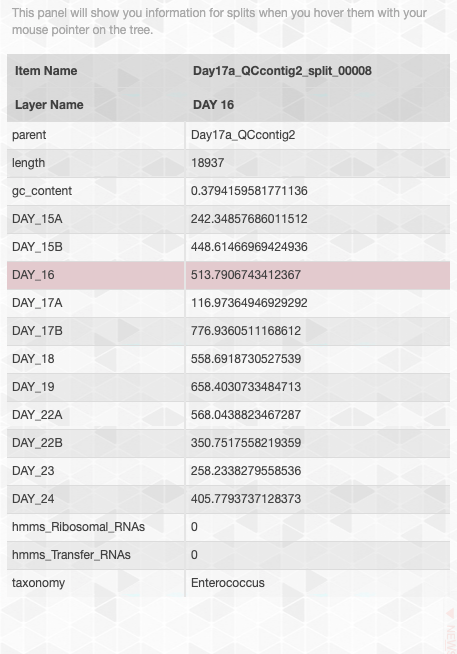 This panel will show you information for splits when you hover them with your
mouse pointer on the tree.
Item Name Day17a_QCcontig2_split_00008
Layer Name DAY 16
parent Day17a_QCcontig2
length 18937
gc_content 0.3794159581771136
DAY_15A 242.34857686011512
DAY_15B 448.61466969424936
DAY_16 513.7906743412367
DAY_17A 116.97364946929292
DAY_17B 776.9360511168612
DAY_18 558.6918730527539
DAY_19 658.4030733484713
DAY_22A 568.0438823467287
DAY_22B 350.7517558219359
DAY_23 258.2338279558536
DAY_24 405.7793737128373
hmms_Ribosomal_RNAs 0
hmms_Transfer_RNAs 0
taxonomy Enterococcus